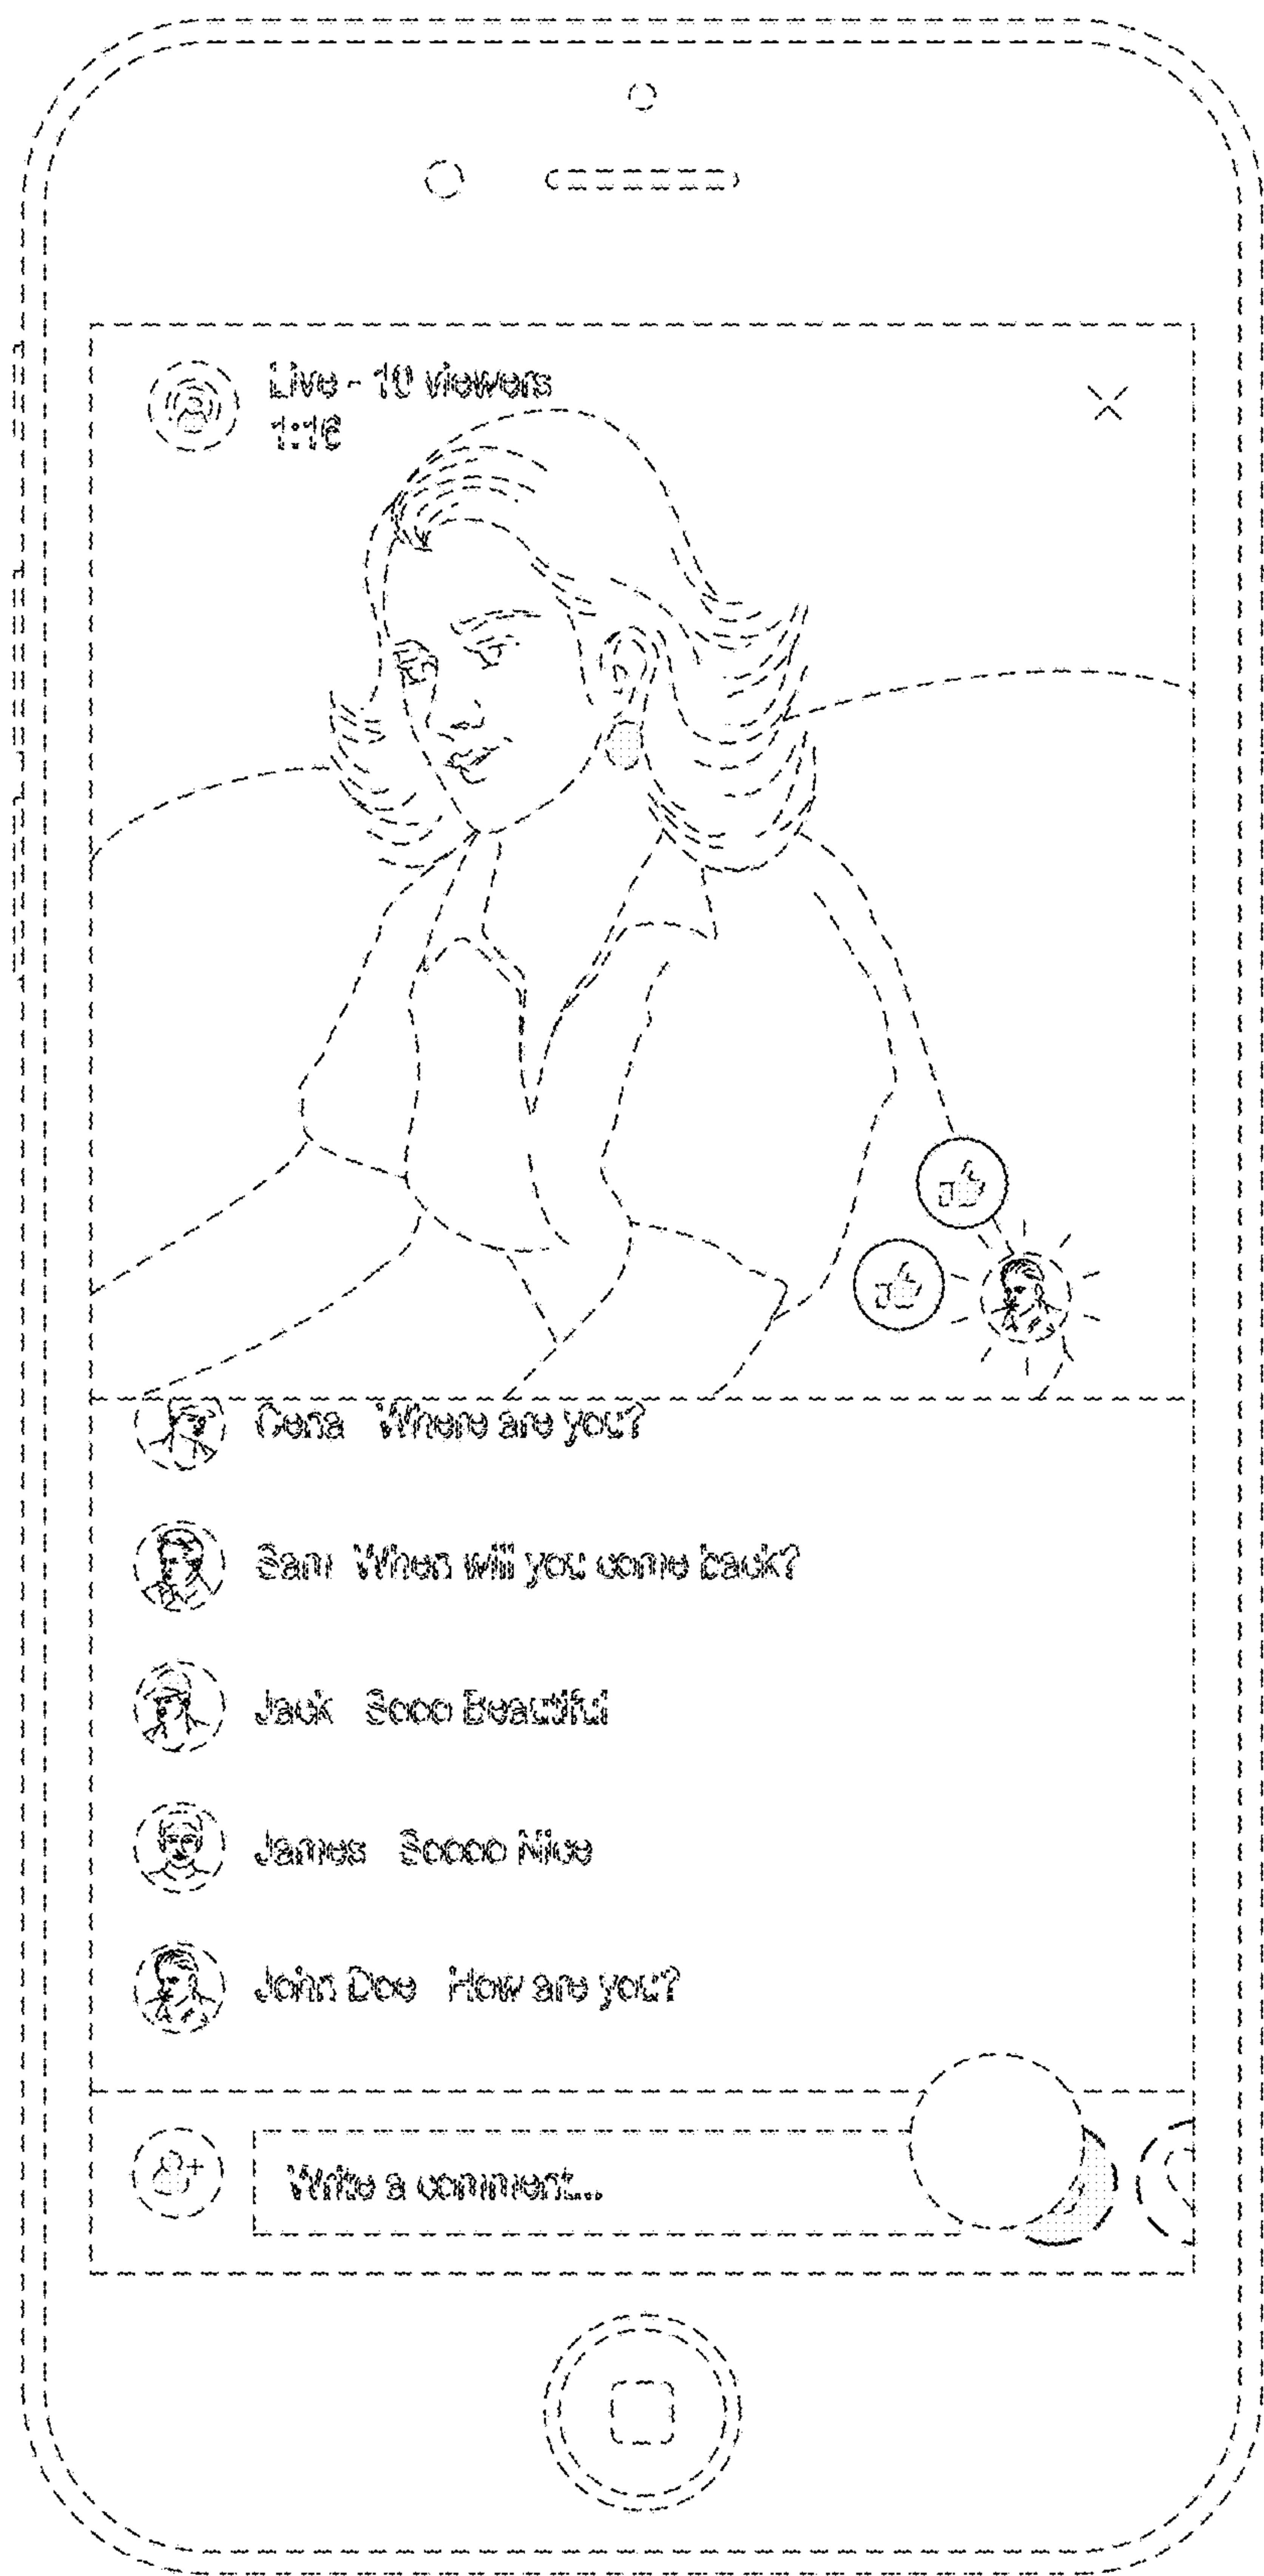 Live - 10 viewers
1:16
Gena Where are you?
Sam When will you come back?
Jack Sooo Beautiful
James Soooo Nice
John Doe How are you?
Write a comment...